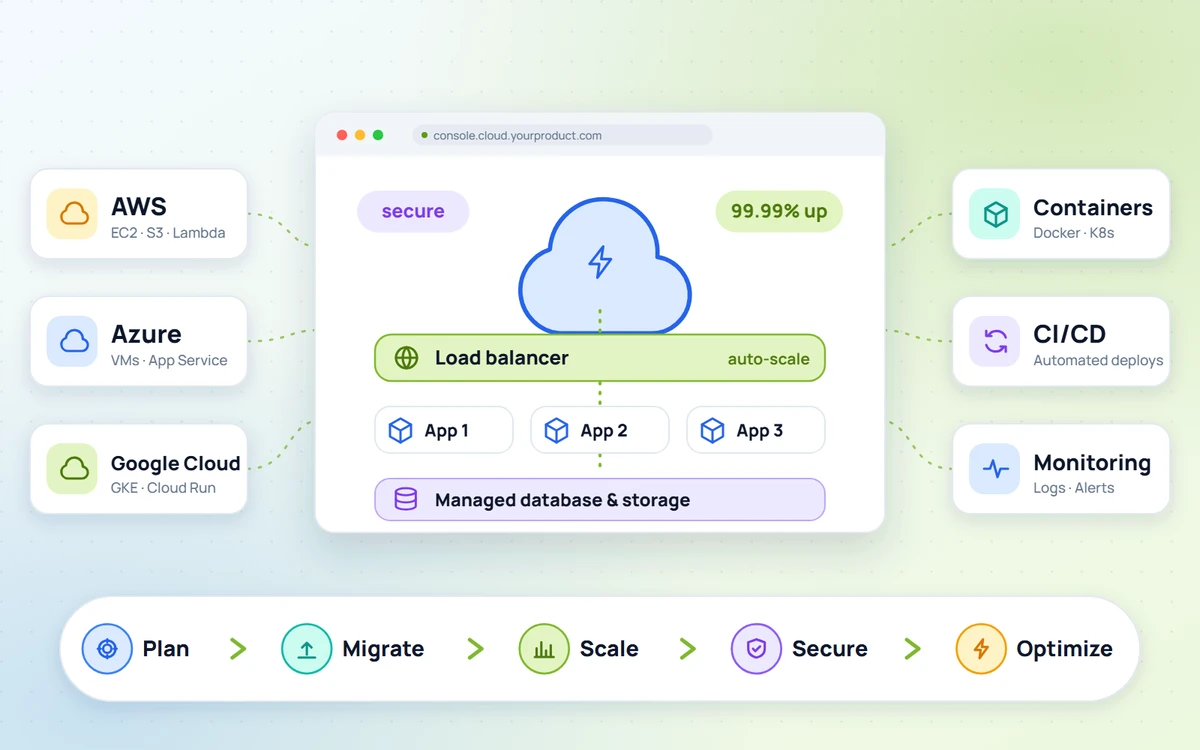 console.cloud.yourproduct.com
secure
99.99% up
AWS
EC2 · S3 · Lambda
Azure
VMs · App Service
Google Cloud
GKE · Cloud Run
Load balancer
auto-scale
App 1
App 2
App 3
Managed database & storage
Containers
Docker · K8s
CI/CD
Automated deploys
Monitoring
Logs · Alerts
Plan
Migrate
Scale
Secure
Optimize